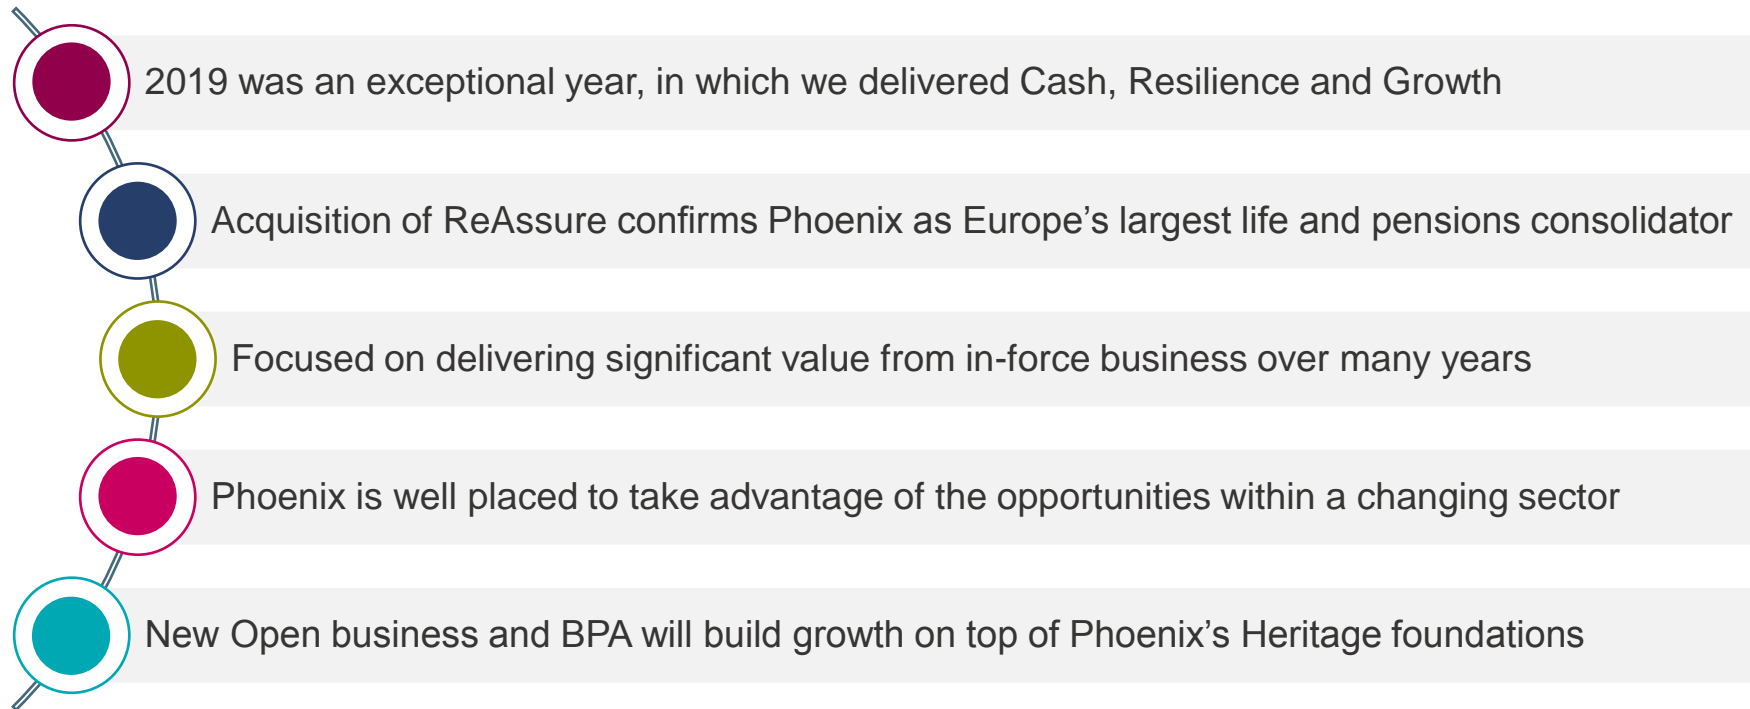 2019 was an exceptional year, in which we delivered Cash, Resilience and Growth
Acquisition of ReAssure confirms Phoenix as Europe’s largest life and pensions consolidator
Focused on delivering significant value from in-force business over many years
Phoenix is well placed to take advantage of the opportunities within a changing sector
New Open business and BPA will build growth on top of Phoenix’s Heritage foundations